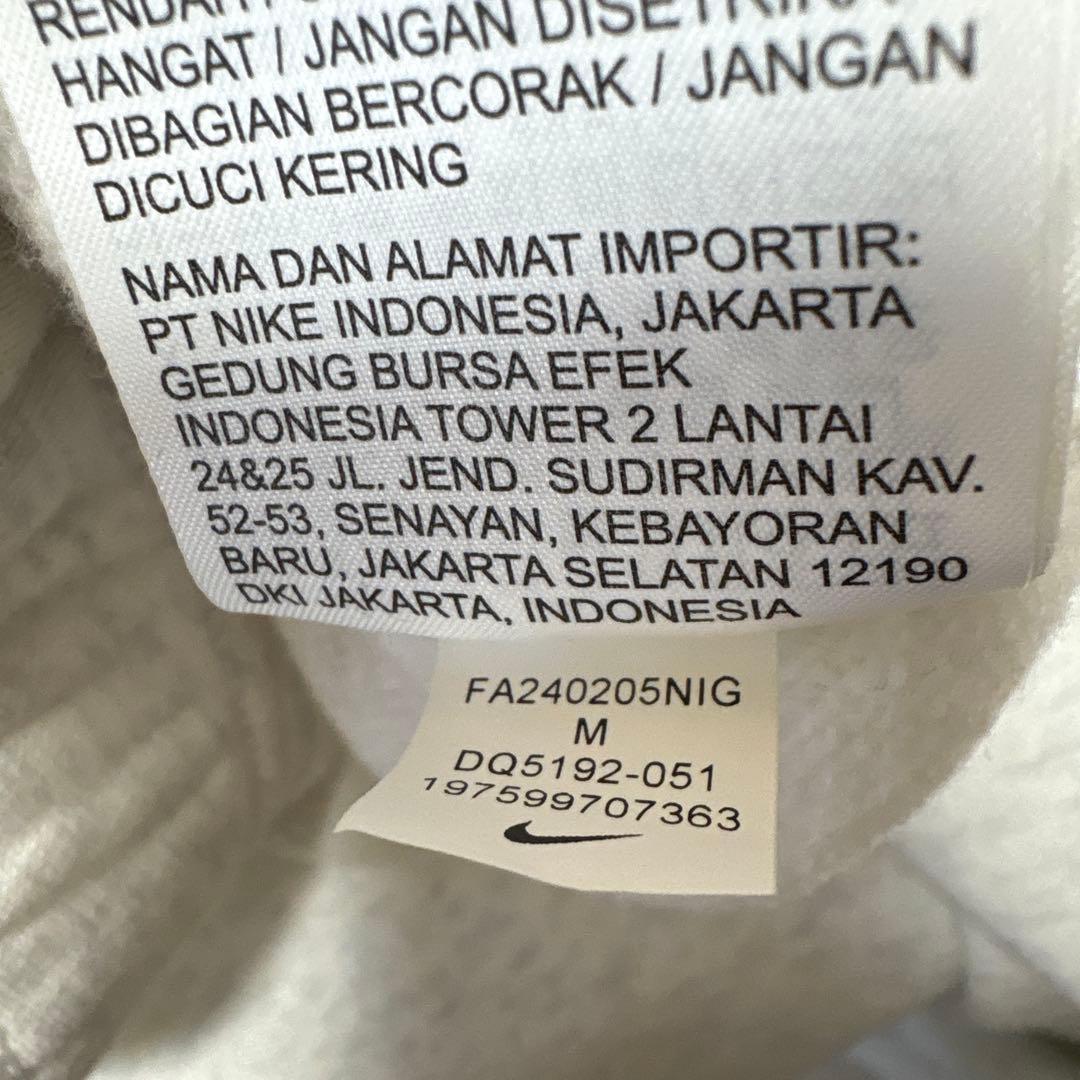 RENDAH
HANGAT / JANGAN DISETRIKA
DIBAGIAN BERCORAK / JANGAN
DICUCI KERING
NAMA DAN ALAMAT IMPORTIR:
PT NIKE INDONESIA, JAKARTA
GEDUNG BURSA EFEK
INDONESIA TOWER 2 LANTAI
24&25 JL. JEND. SUDIRMAN KAV.
52-53, SENAYAN, KEBAYORAN
BARU, JAKARTA SELATAN 12190
DKI JAKARTA, INDONESIA
FA240205NIG
M
DQ5192-051
197599707363